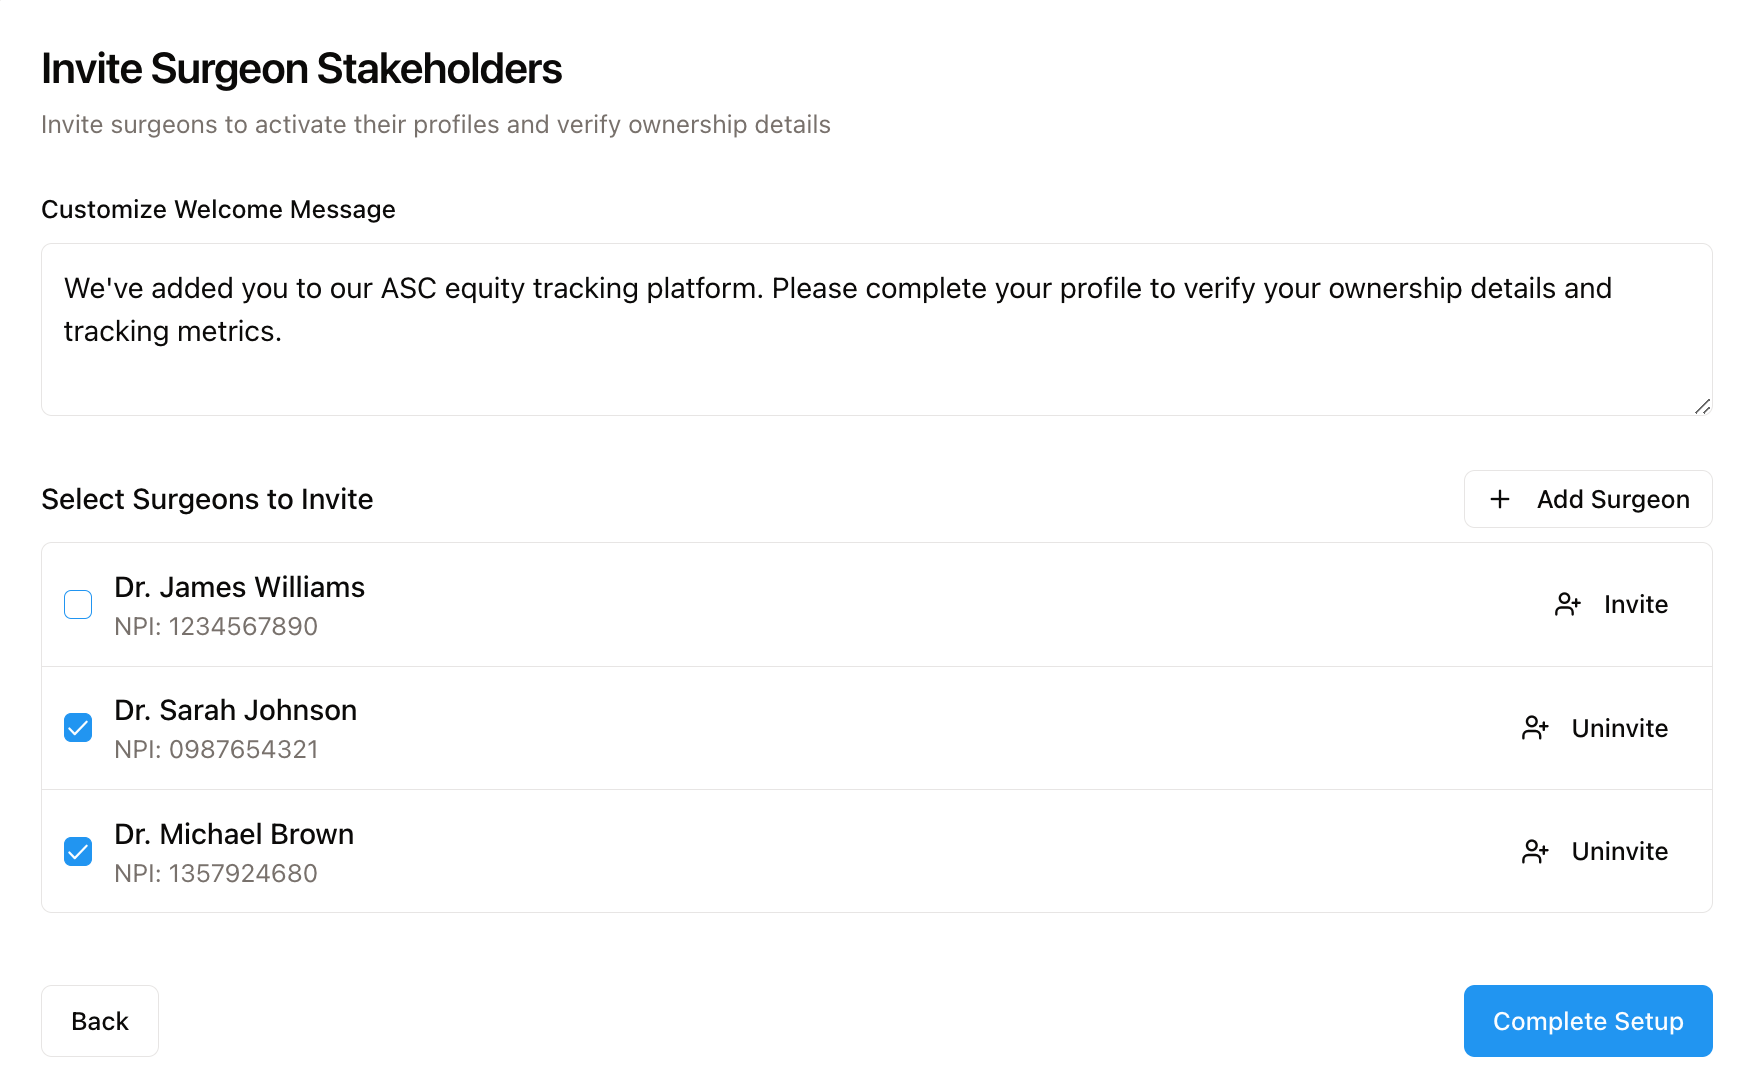 Invite Surgeon Stakeholders
Invite surgeons to activate their profiles and verify ownership details
Customize Welcome Message
We've added you to our ASC equity tracking platform. Please complete your profile to verify your ownership details and
tracking metrics.
Select Surgeons to Invite
Add Surgeon
Dr. James Williams
NPI: 1234567890
Invite
Dr. Sarah Johnson
NPI: 0987654321
Uninvite
Dr. Michael Brown
NPI: 1357924680
Uninvite
Back
Complete Setup